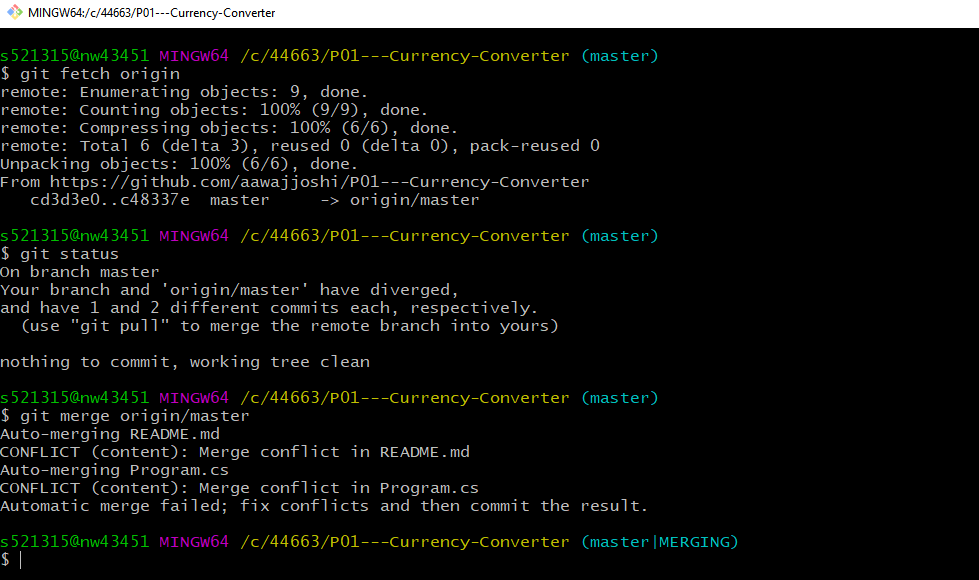 MINGW64:/c/44663/P01---Currency-Converter
s521315@nw43451 MINGW64 /c/44663/P01---Currency-Converter (master)
$ git fetch origin
remote: Enumerating objects: 9, done.
remote: Counting objects: 100% (9/9), done.
remote: Compressing objects: 100% (6/6), done.
remote: Total 6 (delta 3), reused 0 (delta 0), pack-reused 0
Unpacking objects: 100% (6/6), done.
From https://github.com/aawajjoshi/P01---Currency-Converter
   cd3d3e0..c48337e  master     -> origin/master
s521315@nw43451 MINGW64 /c/44663/P01---Currency-Converter (master)
$ git status
On branch master
Your branch and 'origin/master' have diverged,
and have 1 and 2 different commits each, respectively.
  (use "git pull" to merge the remote branch into yours)
nothing to commit, working tree clean
s521315@nw43451 MINGW64 /c/44663/P01---Currency-Converter (master)
$ git merge origin/master
Auto-merging README.md
CONFLICT (content): Merge conflict in README.md
Auto-merging Program.cs
CONFLICT (content): Merge conflict in Program.cs
Automatic merge failed; fix conflicts and then commit the result.
s521315@nw43451 MINGW64 /c/44663/P01---Currency-Converter (master|MERGING)
$